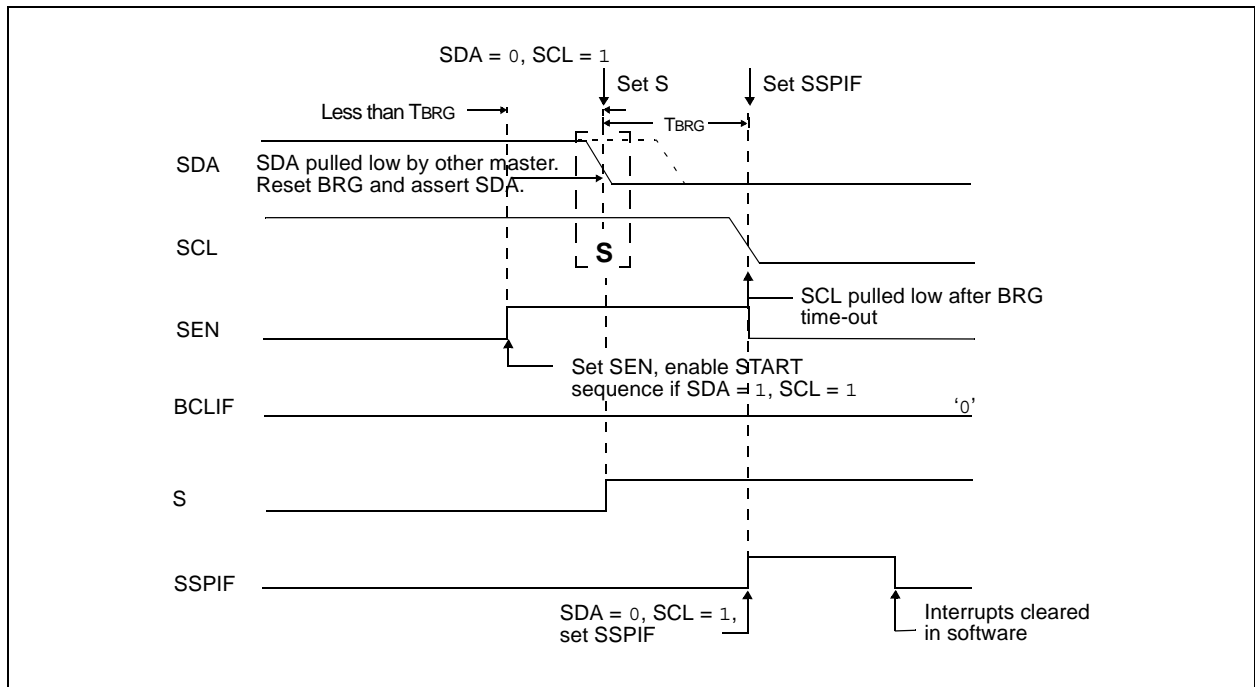 SDA = 0, SCL = 1
Set S
Set SSPIF
Less than TBRG
TBRG
SDA
SDA pulled low by other master.
Reset BRG and assert SDA.
SCL
S
SCL pulled low after BRG
time-out
SEN
Set SEN, enable START
sequence if SDA = 1, SCL = 1
BCLIF
‘0’
S
SSPIF
SDA = 0, SCL = 1,
set SSPIF
Interrupts cleared
in software